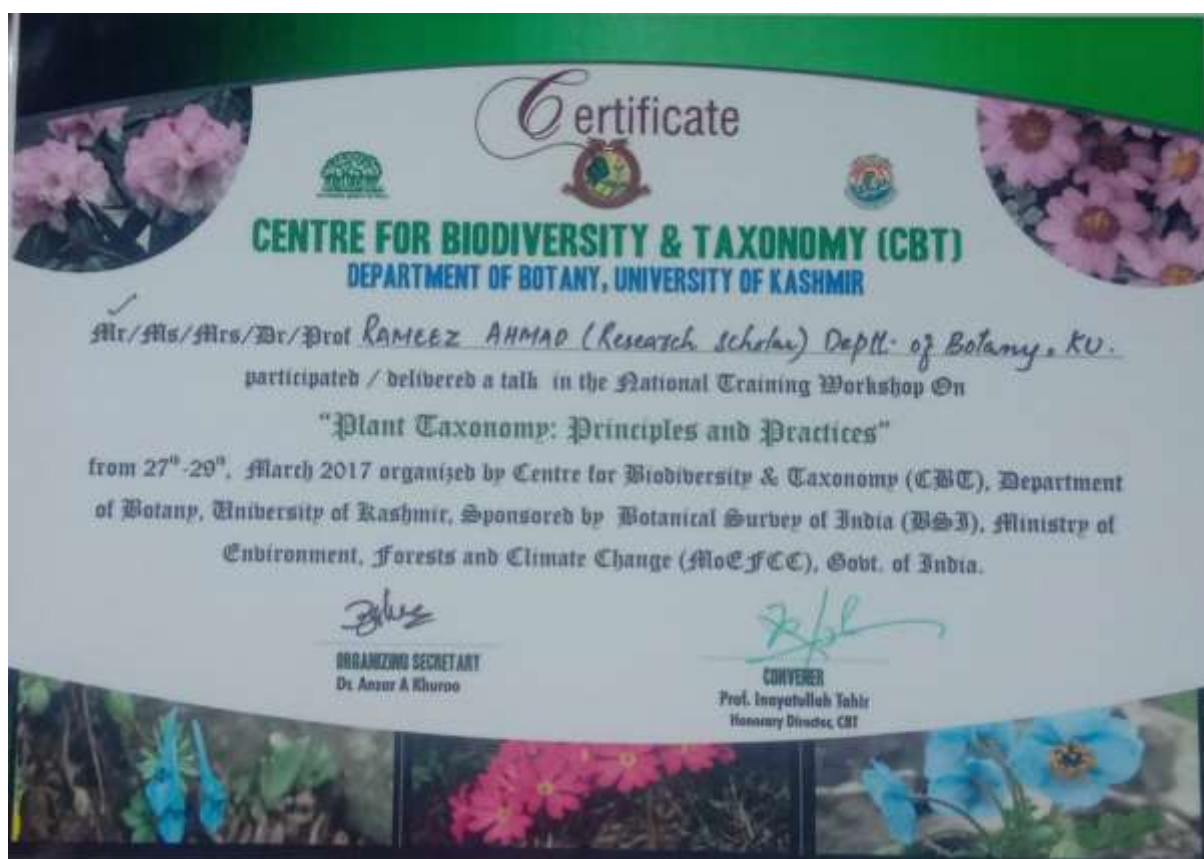 Certificate
CENTRE FOR BIODIVERSITY & TAXONOMY (CBT)
DEPARTMENT OF BOTANY, UNIVERSITY OF KASHMIR
Mr/Ms/Mrs/Dr/Prof RAMEEZ AHMAD (Research scholar) Deptt. of Botany, KU.
participated / delivered a talk in the National Training Workshop On
"Plant Taxonomy: Principles and Practices"
from 27th-29th, March 2017 organized by Centre for Biodiversity & Taxonomy (CBT), Department
of Botany, University of Kashmir, Sponsored by Botanical Survey of India (BSI), Ministry of
Environment, Forests and Climate Change (MoEFCC), Govt. of India.
ORGANIZING SECRETARY
Dr. Anzar A Khuroo
CONVENER
Prof. Inayatullah Tahir
Honorary Director, CBT